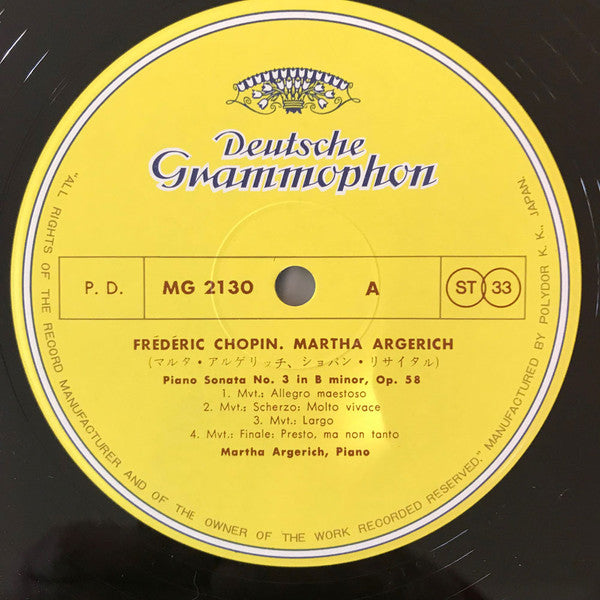 Deutsche
Grammophon
P. D. MG 2130 A ST 33
FRÉDÉRIC CHOPIN. MARTHA ARGERICH
(マルタ・アルゲリッチ、ショパン・リサイタル)
Piano Sonata No. 3 in B minor, Op. 58
1. Mvt.: Allegro maestoso
2. Mvt.: Scherzo: Molto vivace
3. Mvt.: Largo
4. Mvt.: Finale: Presto, ma non tanto
Martha Argerich, Piano
"ALL RIGHTS OF THE RECORD MANUFACTURER AND OF THE OWNER OF THE WORK RECORDED RESERVED." MANUFACTURED BY POLYDOR K. K., JAPAN.